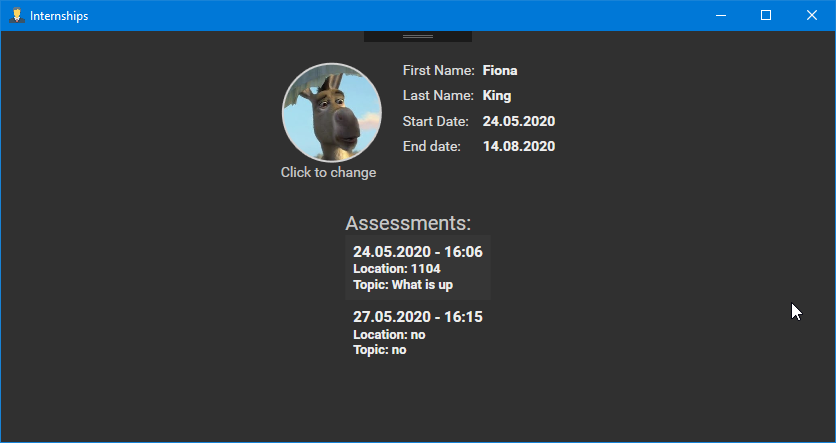 Internships
First Name: Fiona
Last Name: King
Start Date: 24.05.2020
End date: 14.08.2020
Click to change
Assessments:
24.05.2020 - 16:06
Location: 1104
Topic: What is up
27.05.2020 - 16:15
Location: no
Topic: no